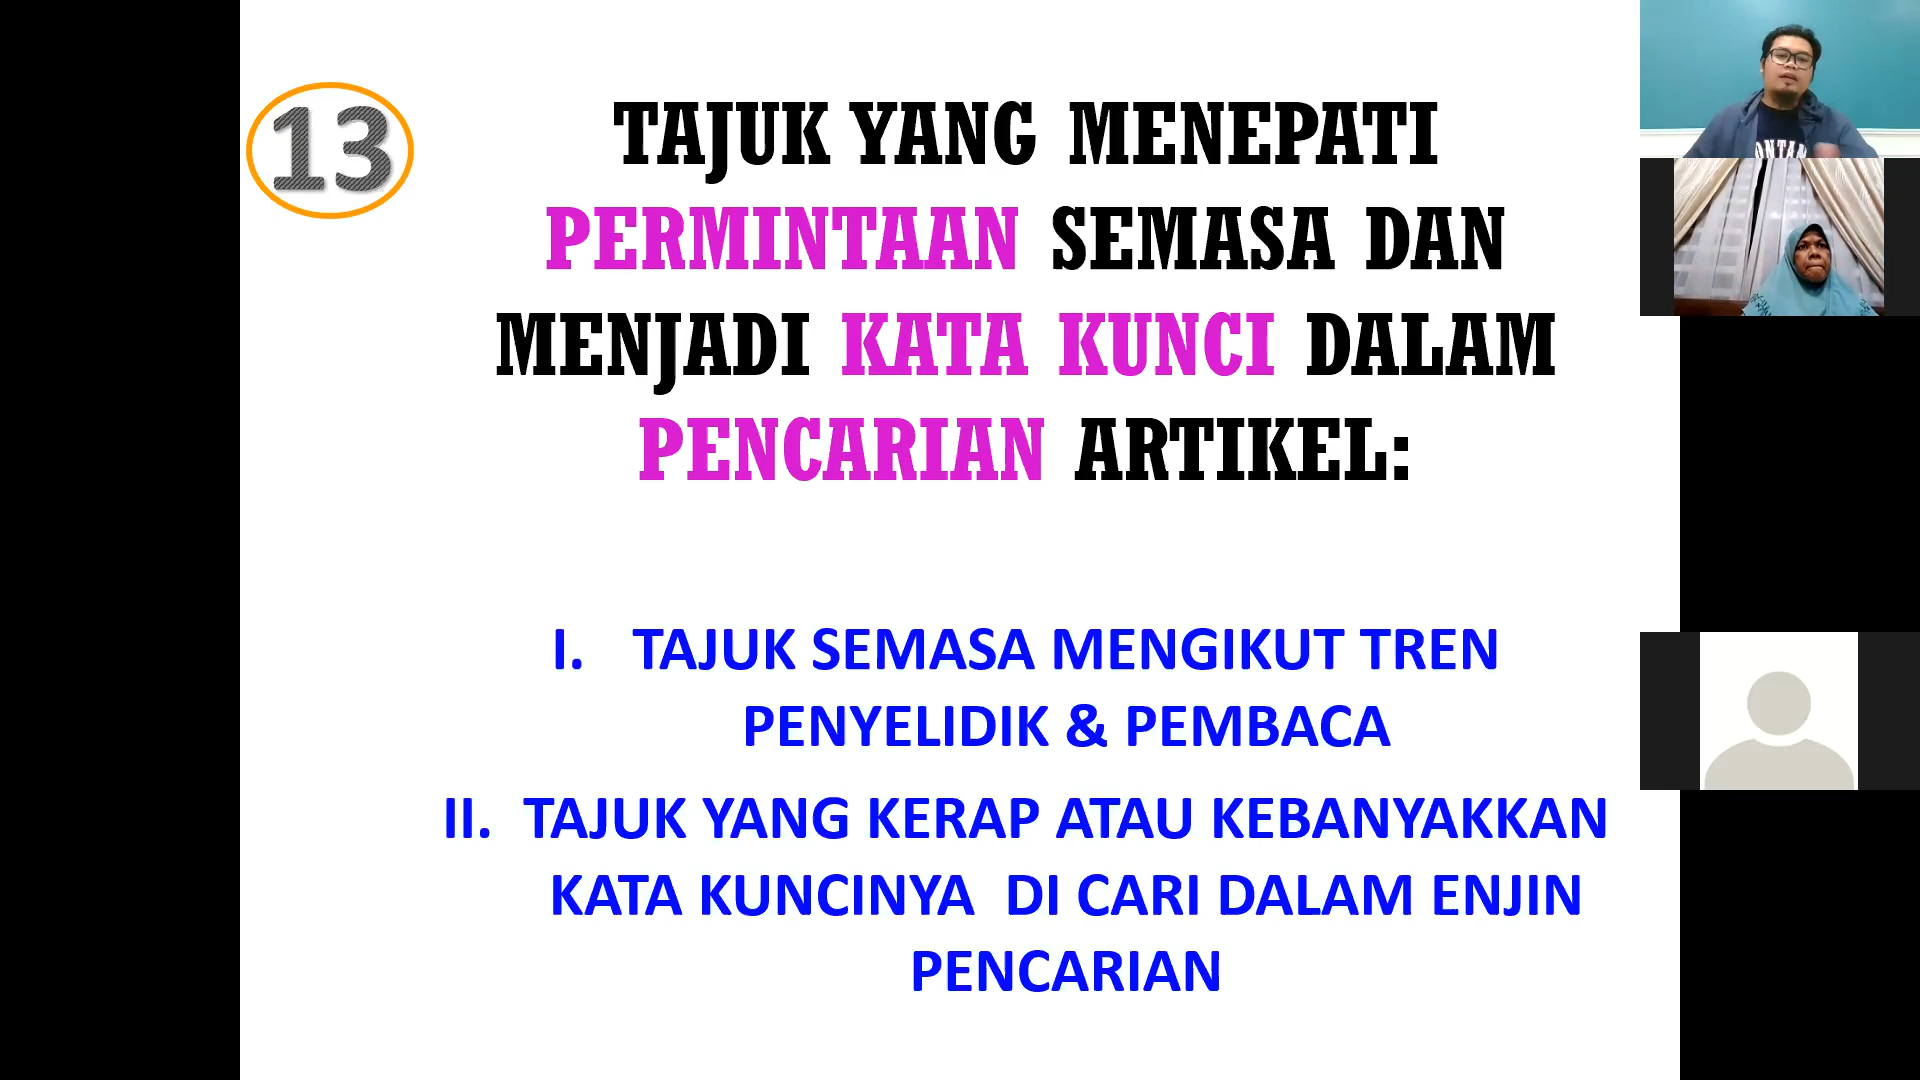 13
TAJUK YANG MENEPATI
PERMINTAAN SEMASA DAN
MENJADI KATA KUNCI DALAM
PENCARIAN ARTIKEL:
I. TAJUK SEMASA MENGIKUT TREN
PENYELIDIK & PEMBACA
II. TAJUK YANG KERAP ATAU KEBANYAKKAN
KATA KUNCINYA DI CARI DALAM ENJIN
PENCARIAN